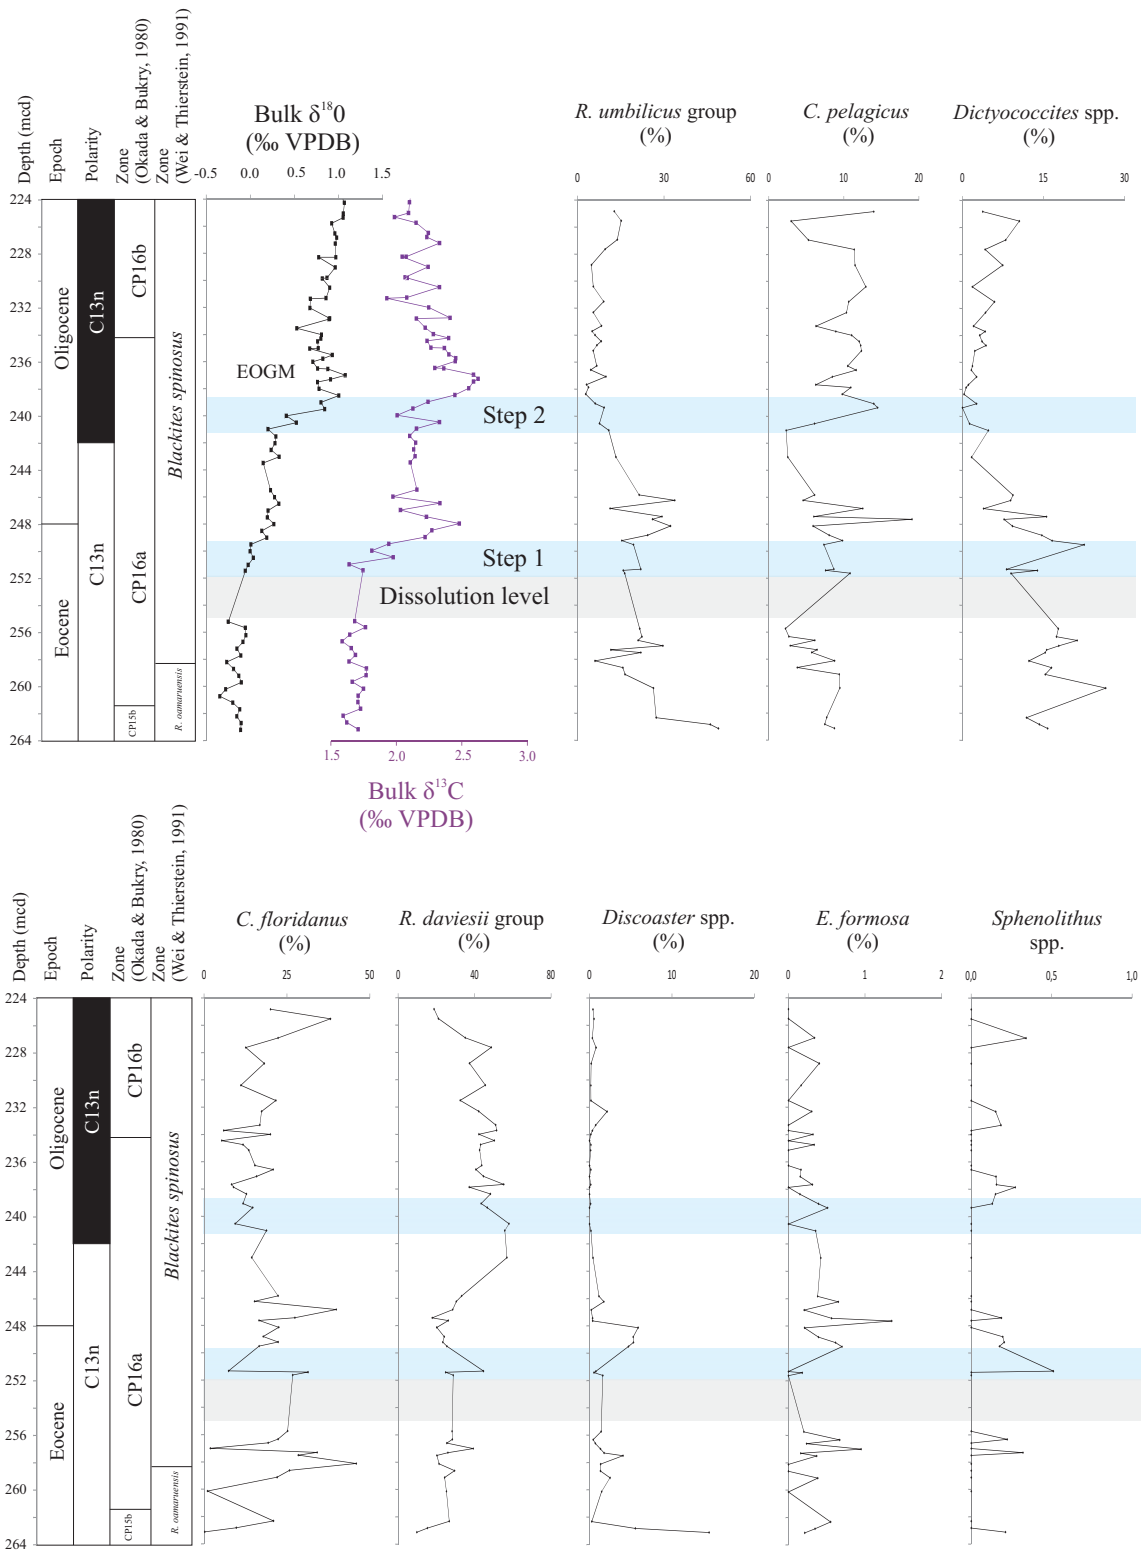 Depth (mcd)
Epoch
Polarity
Zone
(Okada & Bukry, 1980)
Zone
(Wei & Thierstein, 1991)
Bulk δ¹⁸0
(‰ VPDB)
-0.5 0.0 0.5 1.0 1.5
R. umbilicus group
(%)
0 30 60
C. pelagicus
(%)
0 10 20
Dictyococcites spp.
(%)
0 15 30
224
228
232
236
240
244
248
252
256
260
264
Oligocene
Eocene
C13n
C13n
CP16b
CP16a
CP15b
Blackites spinosus
R. oamaruensis
EOGM
Step 2
Step 1
Dissolution level
1.5 2.0 2.5 3.0
Bulk δ¹³C
(‰ VPDB)
Depth (mcd)
Epoch
Polarity
Zone
(Okada & Bukry, 1980)
Zone
(Wei & Thierstein, 1991)
C. floridanus
(%)
0 25 50
R. daviesii group
(%)
0 40 80
Discoaster spp.
(%)
0 10 20
E. formosa
(%)
0 1 2
Sphenolithus
spp.
0,0 0,5 1,0
224
228
232
236
240
244
248
252
256
260
264
Oligocene
Eocene
C13n
C13n
CP16b
CP16a
CP15b
Blackites spinosus
R. oamaruensis